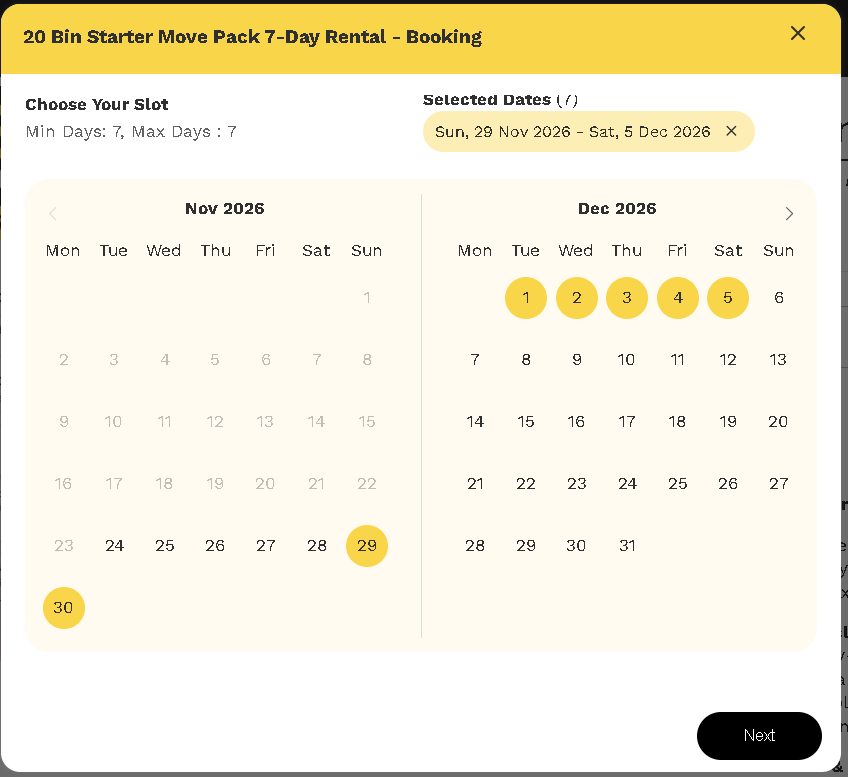 20 Bin Starter Move Pack 7-Day Rental - Booking
Choose Your Slot
Min Days: 7, Max Days : 7
Selected Dates (7)
Sun, 29 Nov 2026 - Sat, 5 Dec 2026
Nov 2026
Mon Tue Wed Thu Fri Sat Sun
1
2 3 4 5 6 7 8
9 10 11 12 13 14 15
16 17 18 19 20 21 22
23 24 25 26 27 28 29
30
Dec 2026
Mon Tue Wed Thu Fri Sat Sun
1 2 3 4 5 6
7 8 9 10 11 12 13
14 15 16 17 18 19 20
21 22 23 24 25 26 27
28 29 30 31
Next